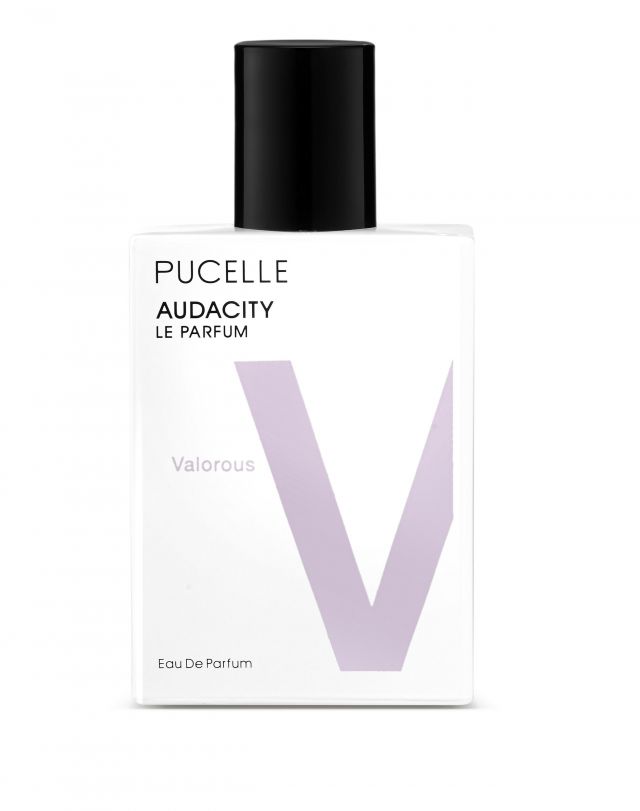 PUCELLE
AUDACITY
LE PARFUM
Valorous
V
Eau De Parfum